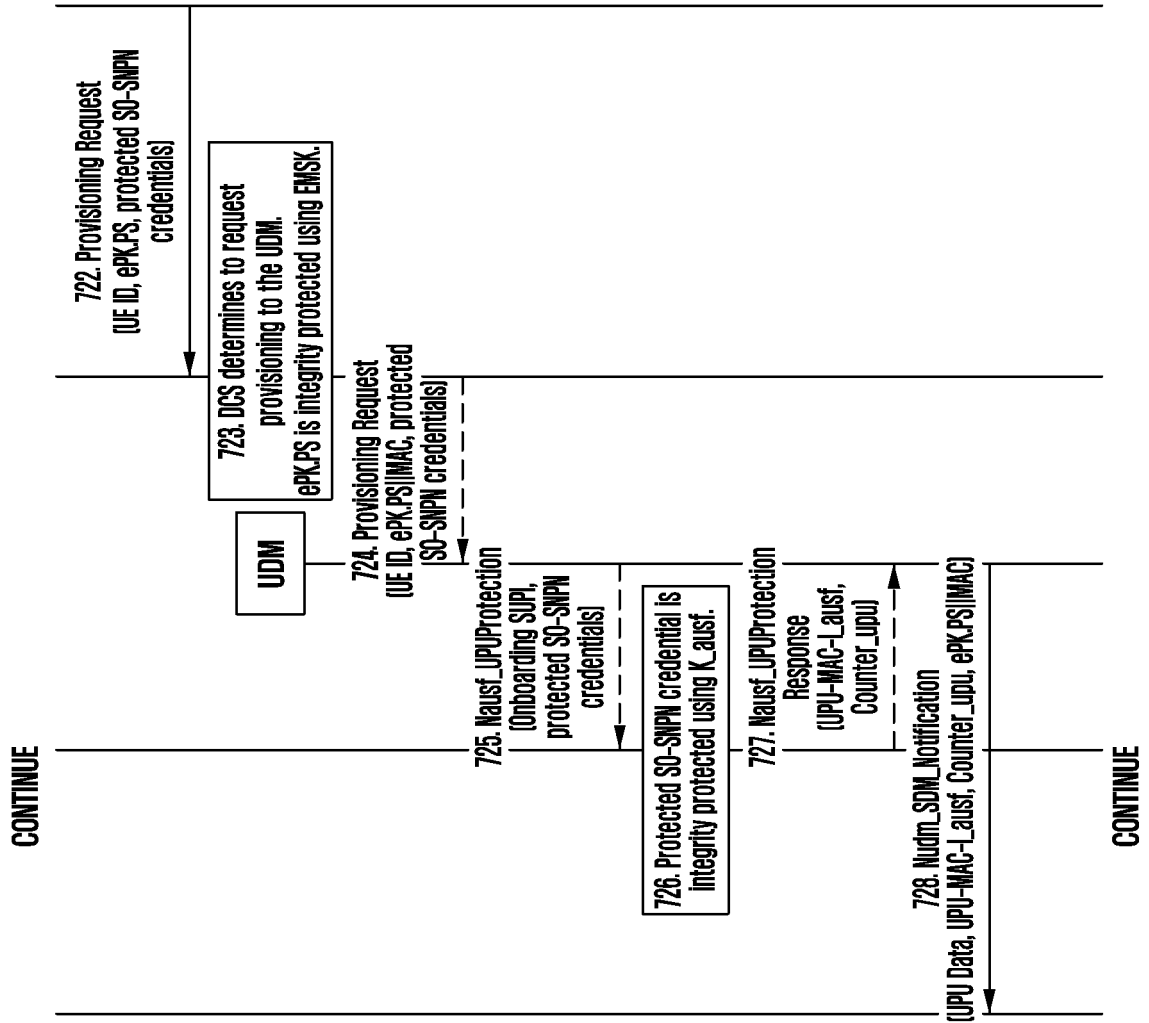 CONTINUE
722. Provisioning Request
(UE ID, ePK.PS, protected SO-SNPN
credentials)
723. DCS determines to request
provisioning to the UDM.
ePK.PS is integrity protected using EMSK.
UDM
724. Provisioning Request
(UE ID, ePK.PS||MAC, protected
SO-SNPN credentials)
725. Nausf_UPUProtection
(Onboarding SUPI,
protected SO-SNPN
credentials)
726. Protected SO-SNPN credential is
integrity protected using K_ausf.
727. Nausf_UPUProtection
Response
(UPU-MAC-I_ausf,
Counter_upu)
728. Nudm_SDM_Notification
(UPU Data, UPU-MAC-I_ausf, Counter_upu, ePK.PS||MAC)
CONTINUE